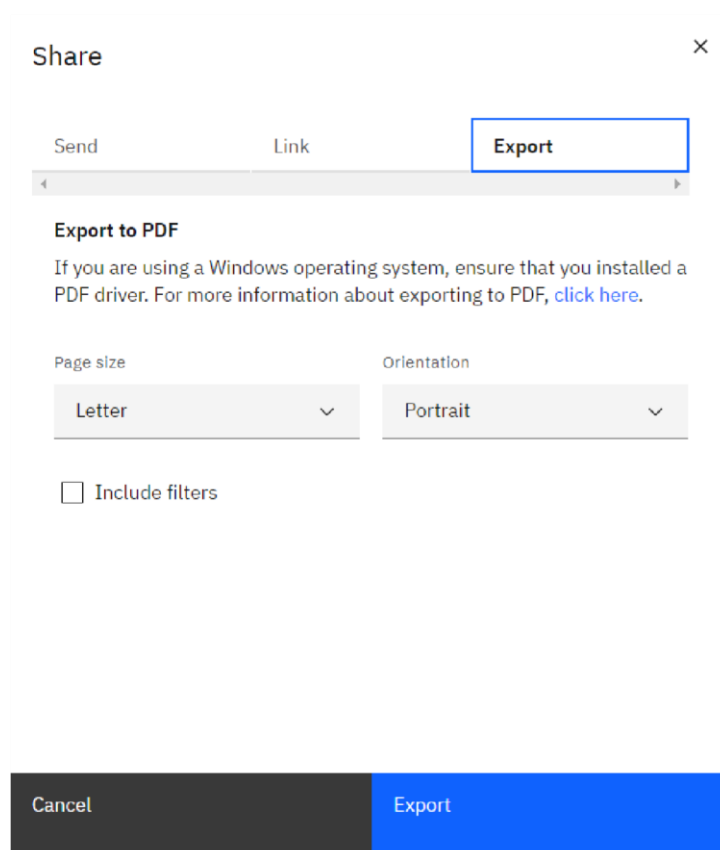 Share
Send
Link
Export
Export to PDF
If you are using a Windows operating system, ensure that you installed a
PDF driver. For more information about exporting to PDF, click here.
Page size
Orientation
Letter
Portrait
Include filters
Cancel
Export